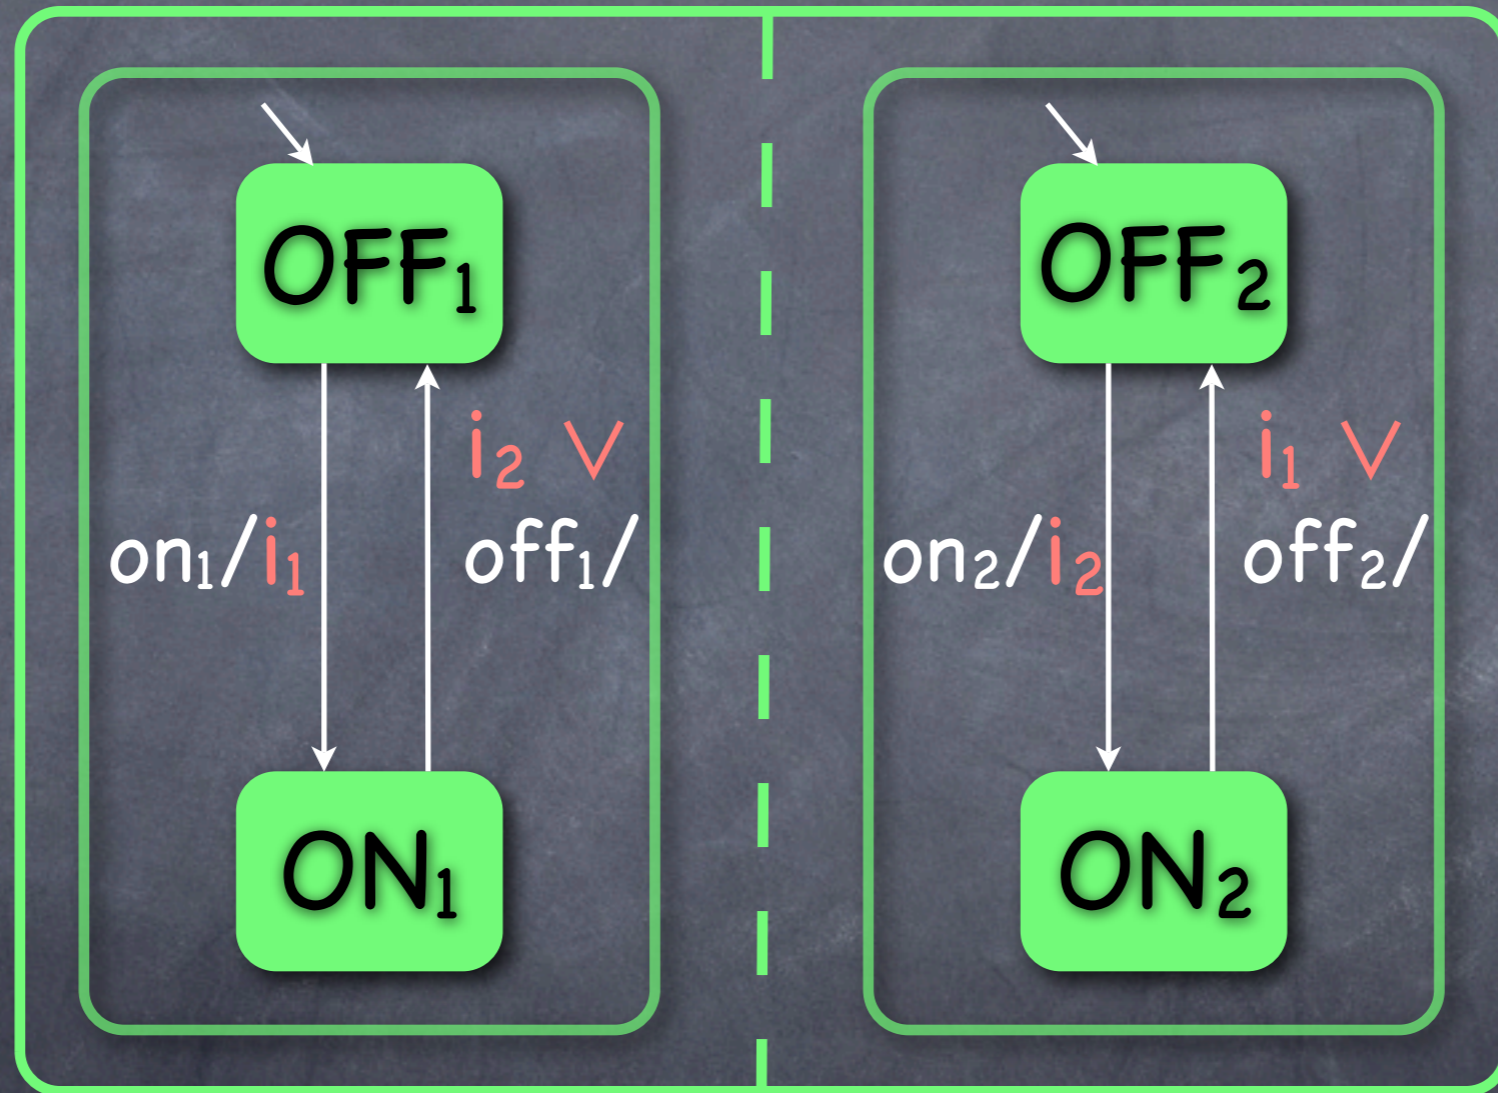 OFF₁
i₂ ∨
on₁/i₁
off₁/
ON₁
OFF₂
i₁ ∨
on₂/i₂
off₂/
ON₂